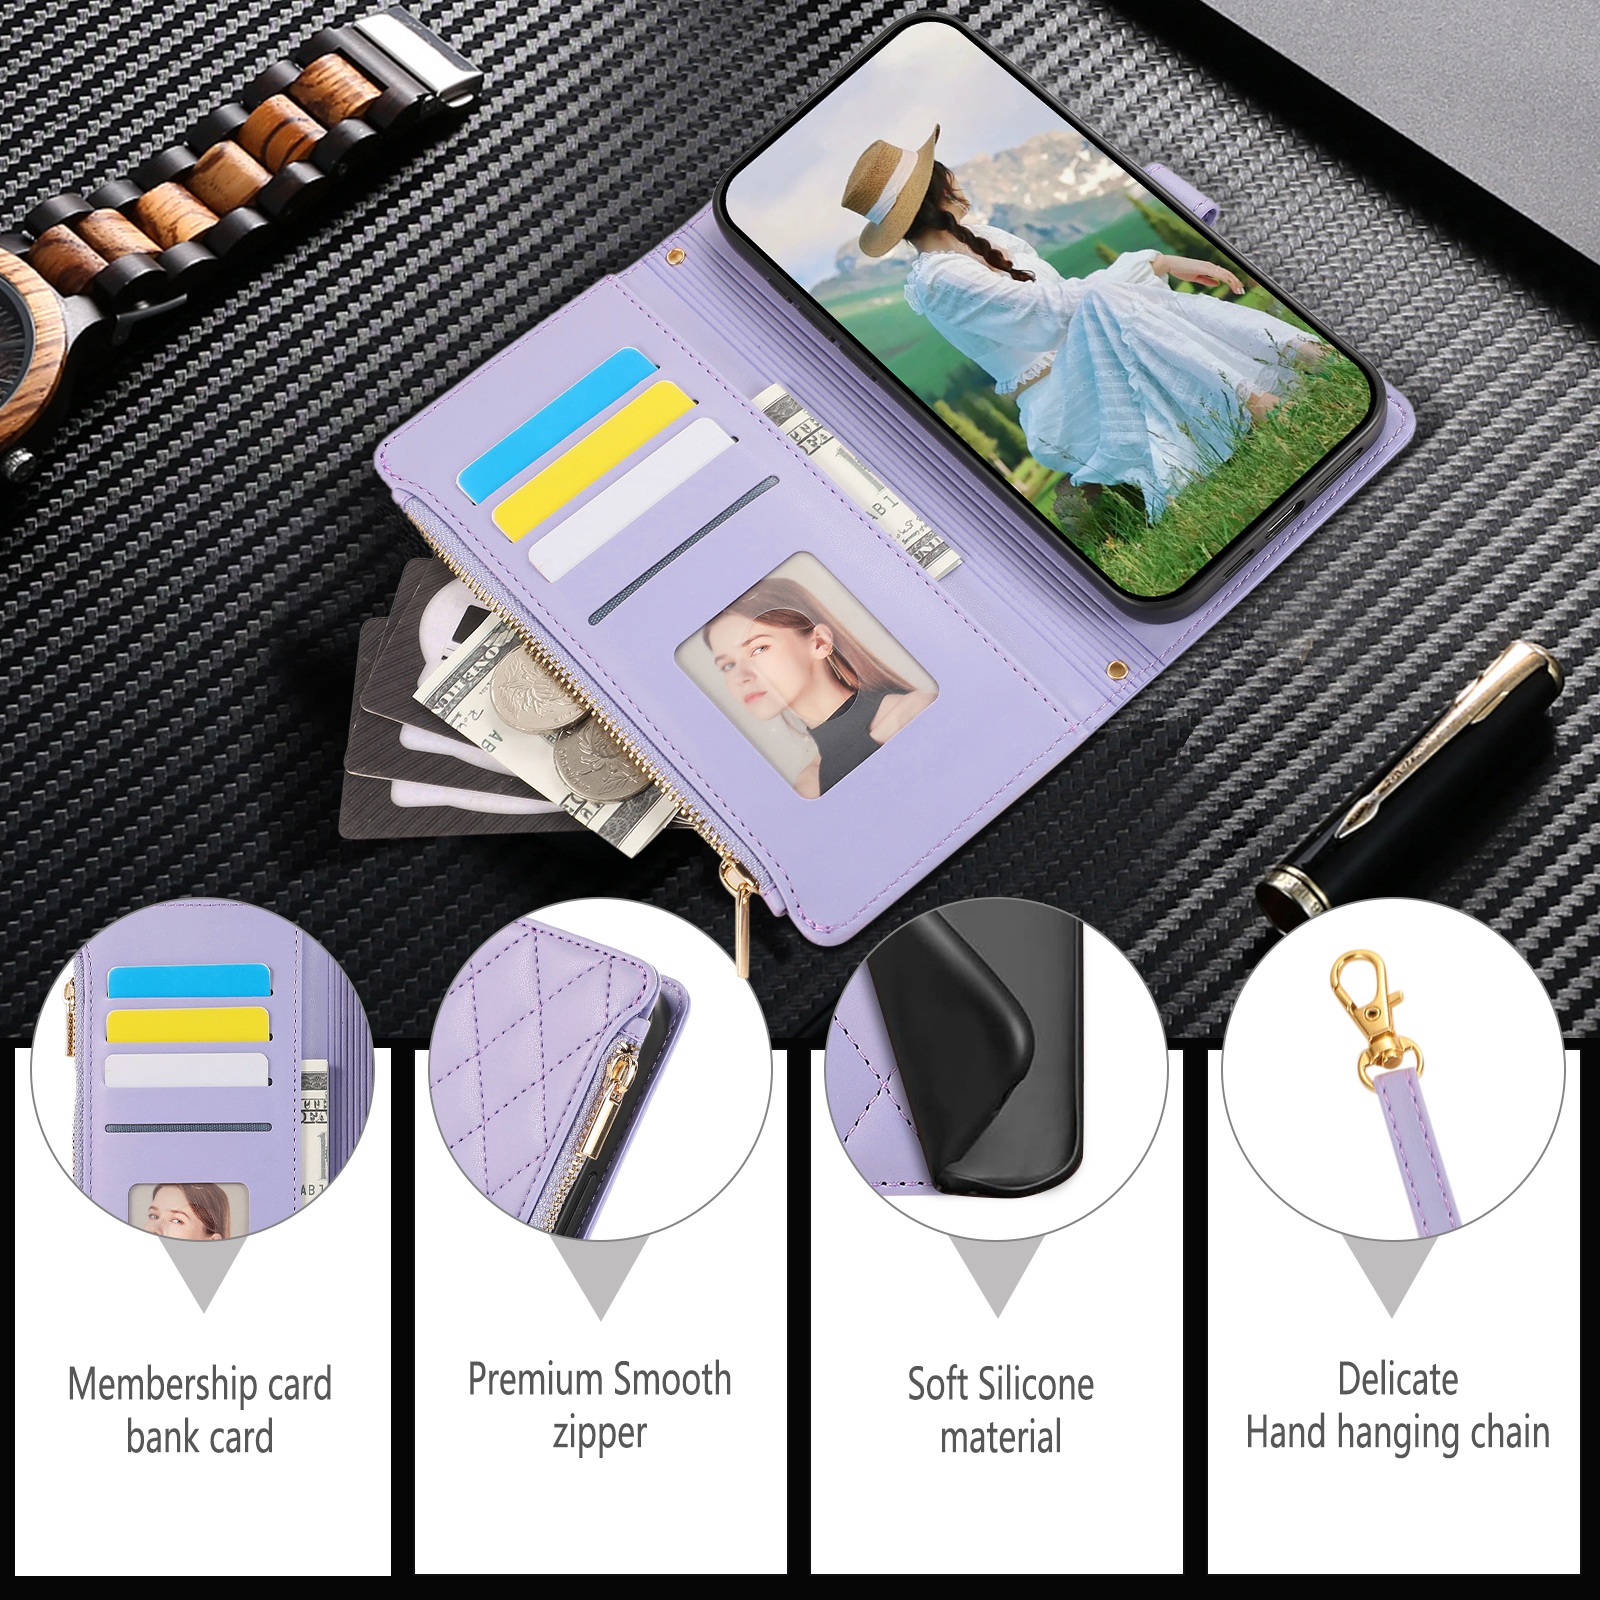 Membership card
bank card
Premium Smooth
zipper
Soft Silicone
material
Delicate
Hand hanging chain